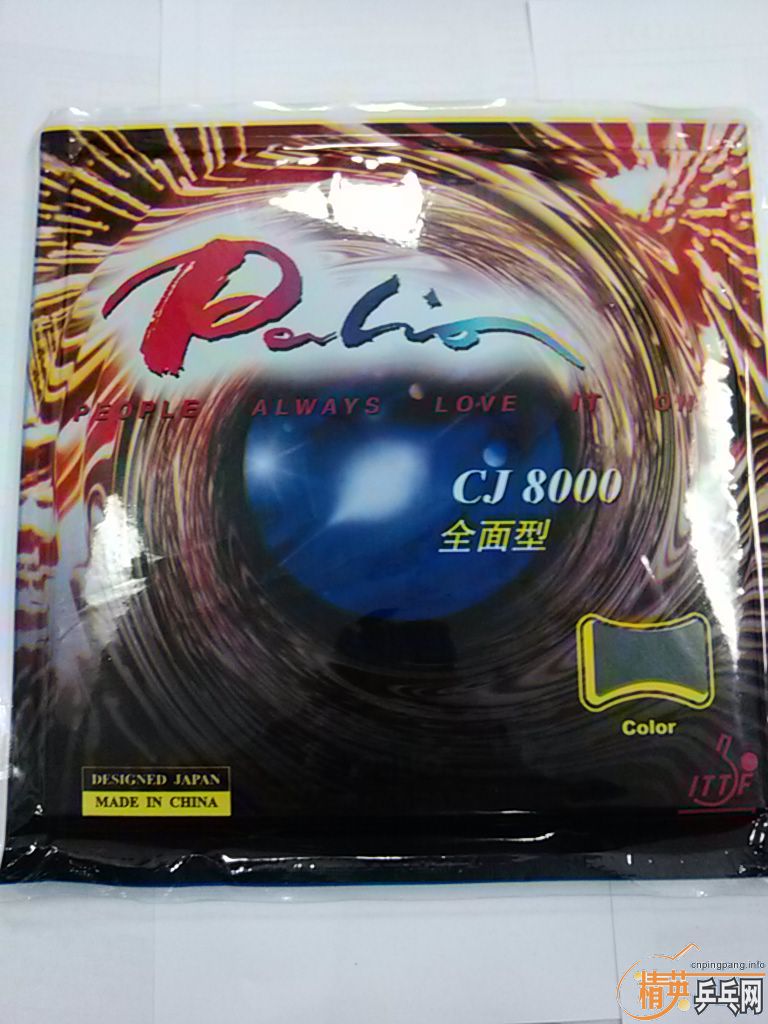 Palio
PEOPLE ALWAYS LOVE IT ON
CJ 8000
全面型
Color
DESIGNED JAPAN
MADE IN CHINA
ITTF
cnpingpang.info
精英乒乓网